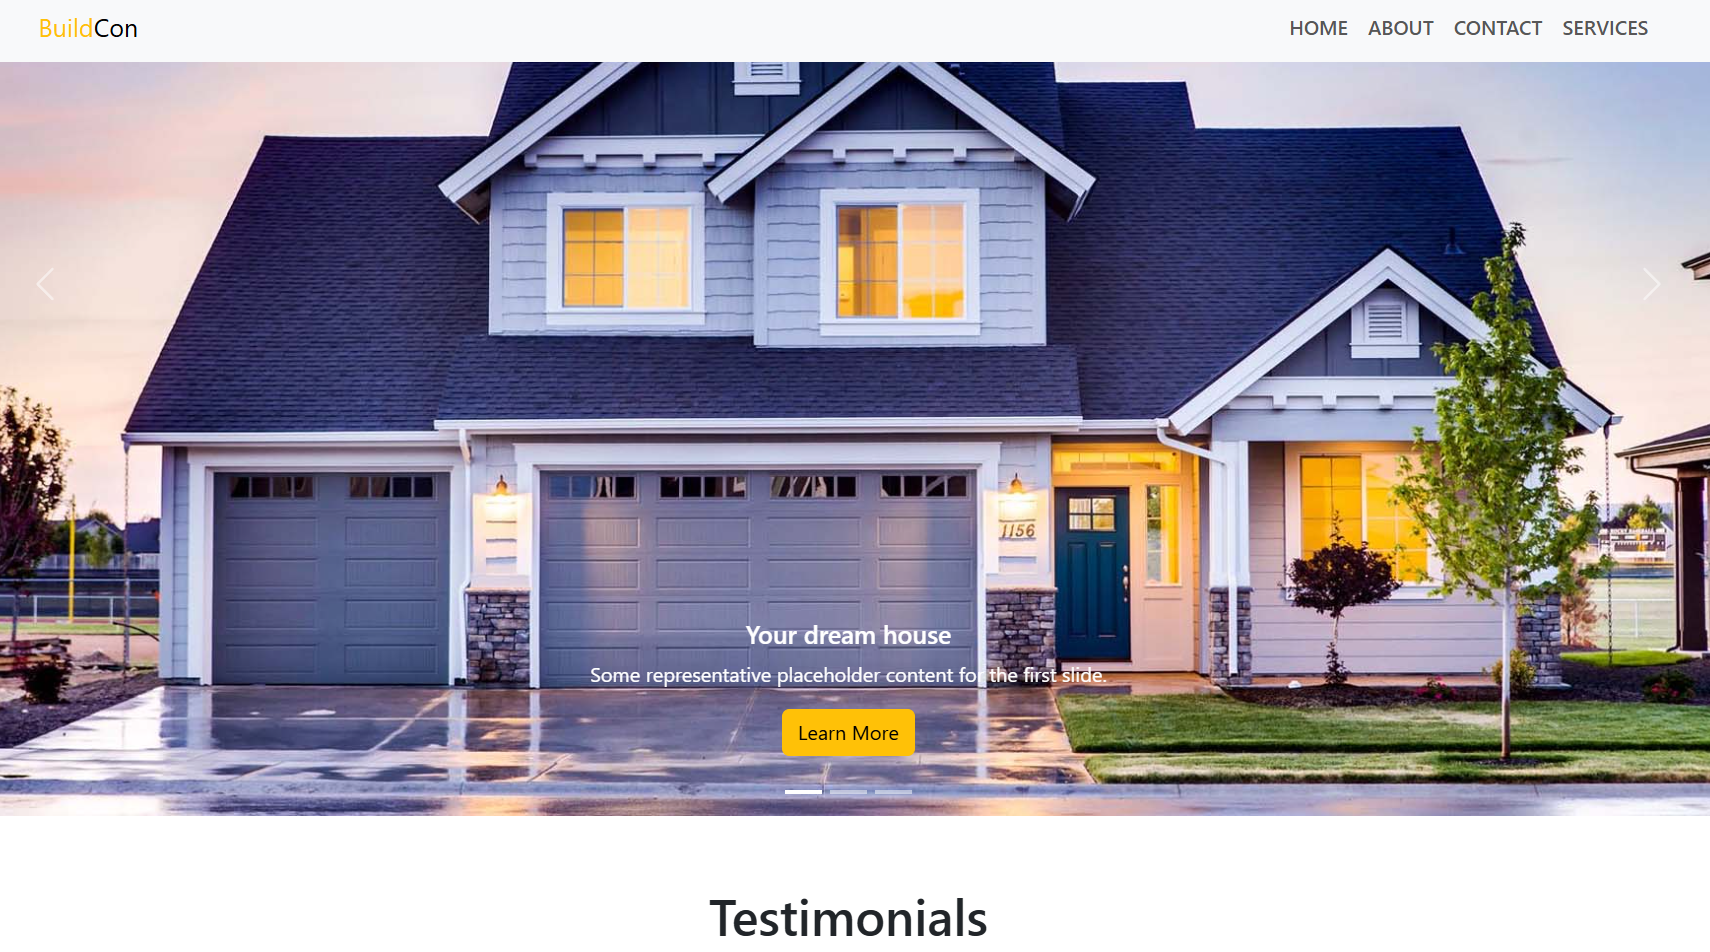 BuildCon
HOME ABOUT CONTACT SERVICES
1156
Your dream house
Some representative placeholder content for the first slide.
Learn More
Testimonials